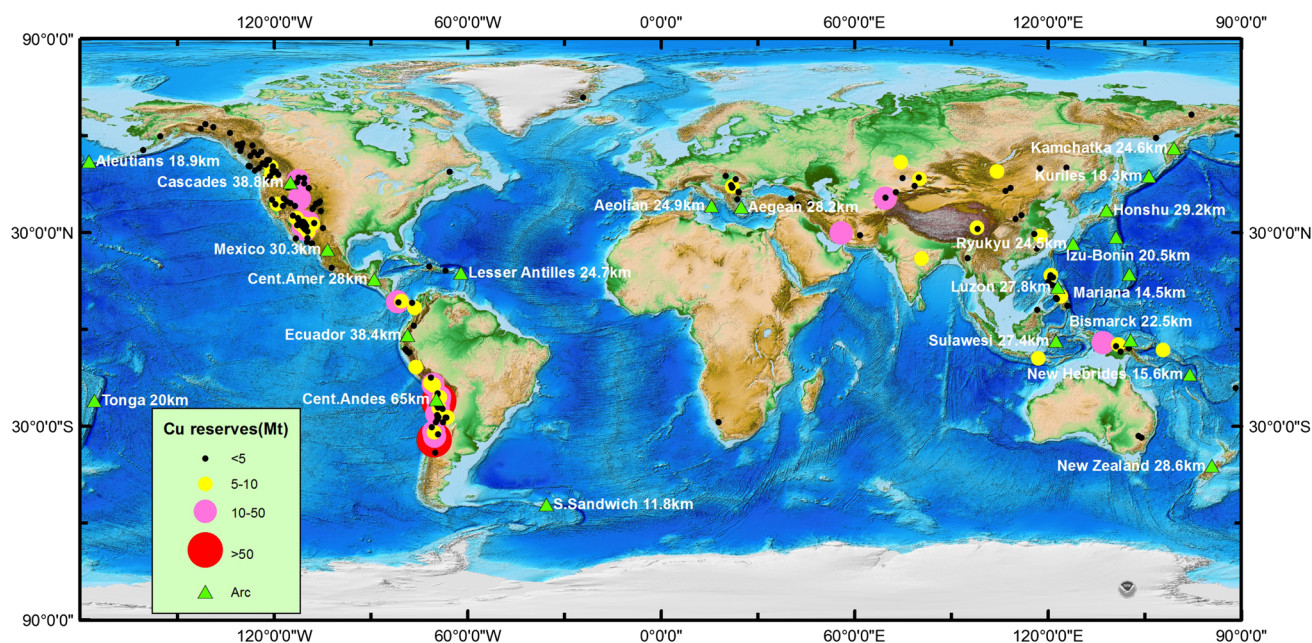 120°0'0"W 60°0'0"W 0°0'0" 60°0'0"E 120°0'0"E
90°0'0"N
Kamchatka 24.6km
Aleutians 18.9km
Cascades 38.8km
Kuriles 18.3km
Aeolian 24.9km
Aegean 28.2km
Honshu 29.2km
30°0'0"N
30°0'0"N
Ryukyu 24.5km
Mexico 30.3km
Izu-Bonin 20.5km
Lesser Antilles 24.7km
Cent.Amer 28km
Luzon 27.8km
Mariana 14.5km
Bismarck 22.5km
Ecuador 38.4km
Sulawesi 27.4km
New Hebrides 15.6km
Cent.Andes 65km
Tonga 20km
30°0'0"S
30°0'0"S
Cu reserves(Mt)
<5
5-10
10-50
>50
Arc
New Zealand 28.6km
S.Sandwich 11.8km
90°0'0"
90°0'0"S
120°0'0"W 60°0'0"W 0°0'0" 60°0'0"E 120°0'0"E